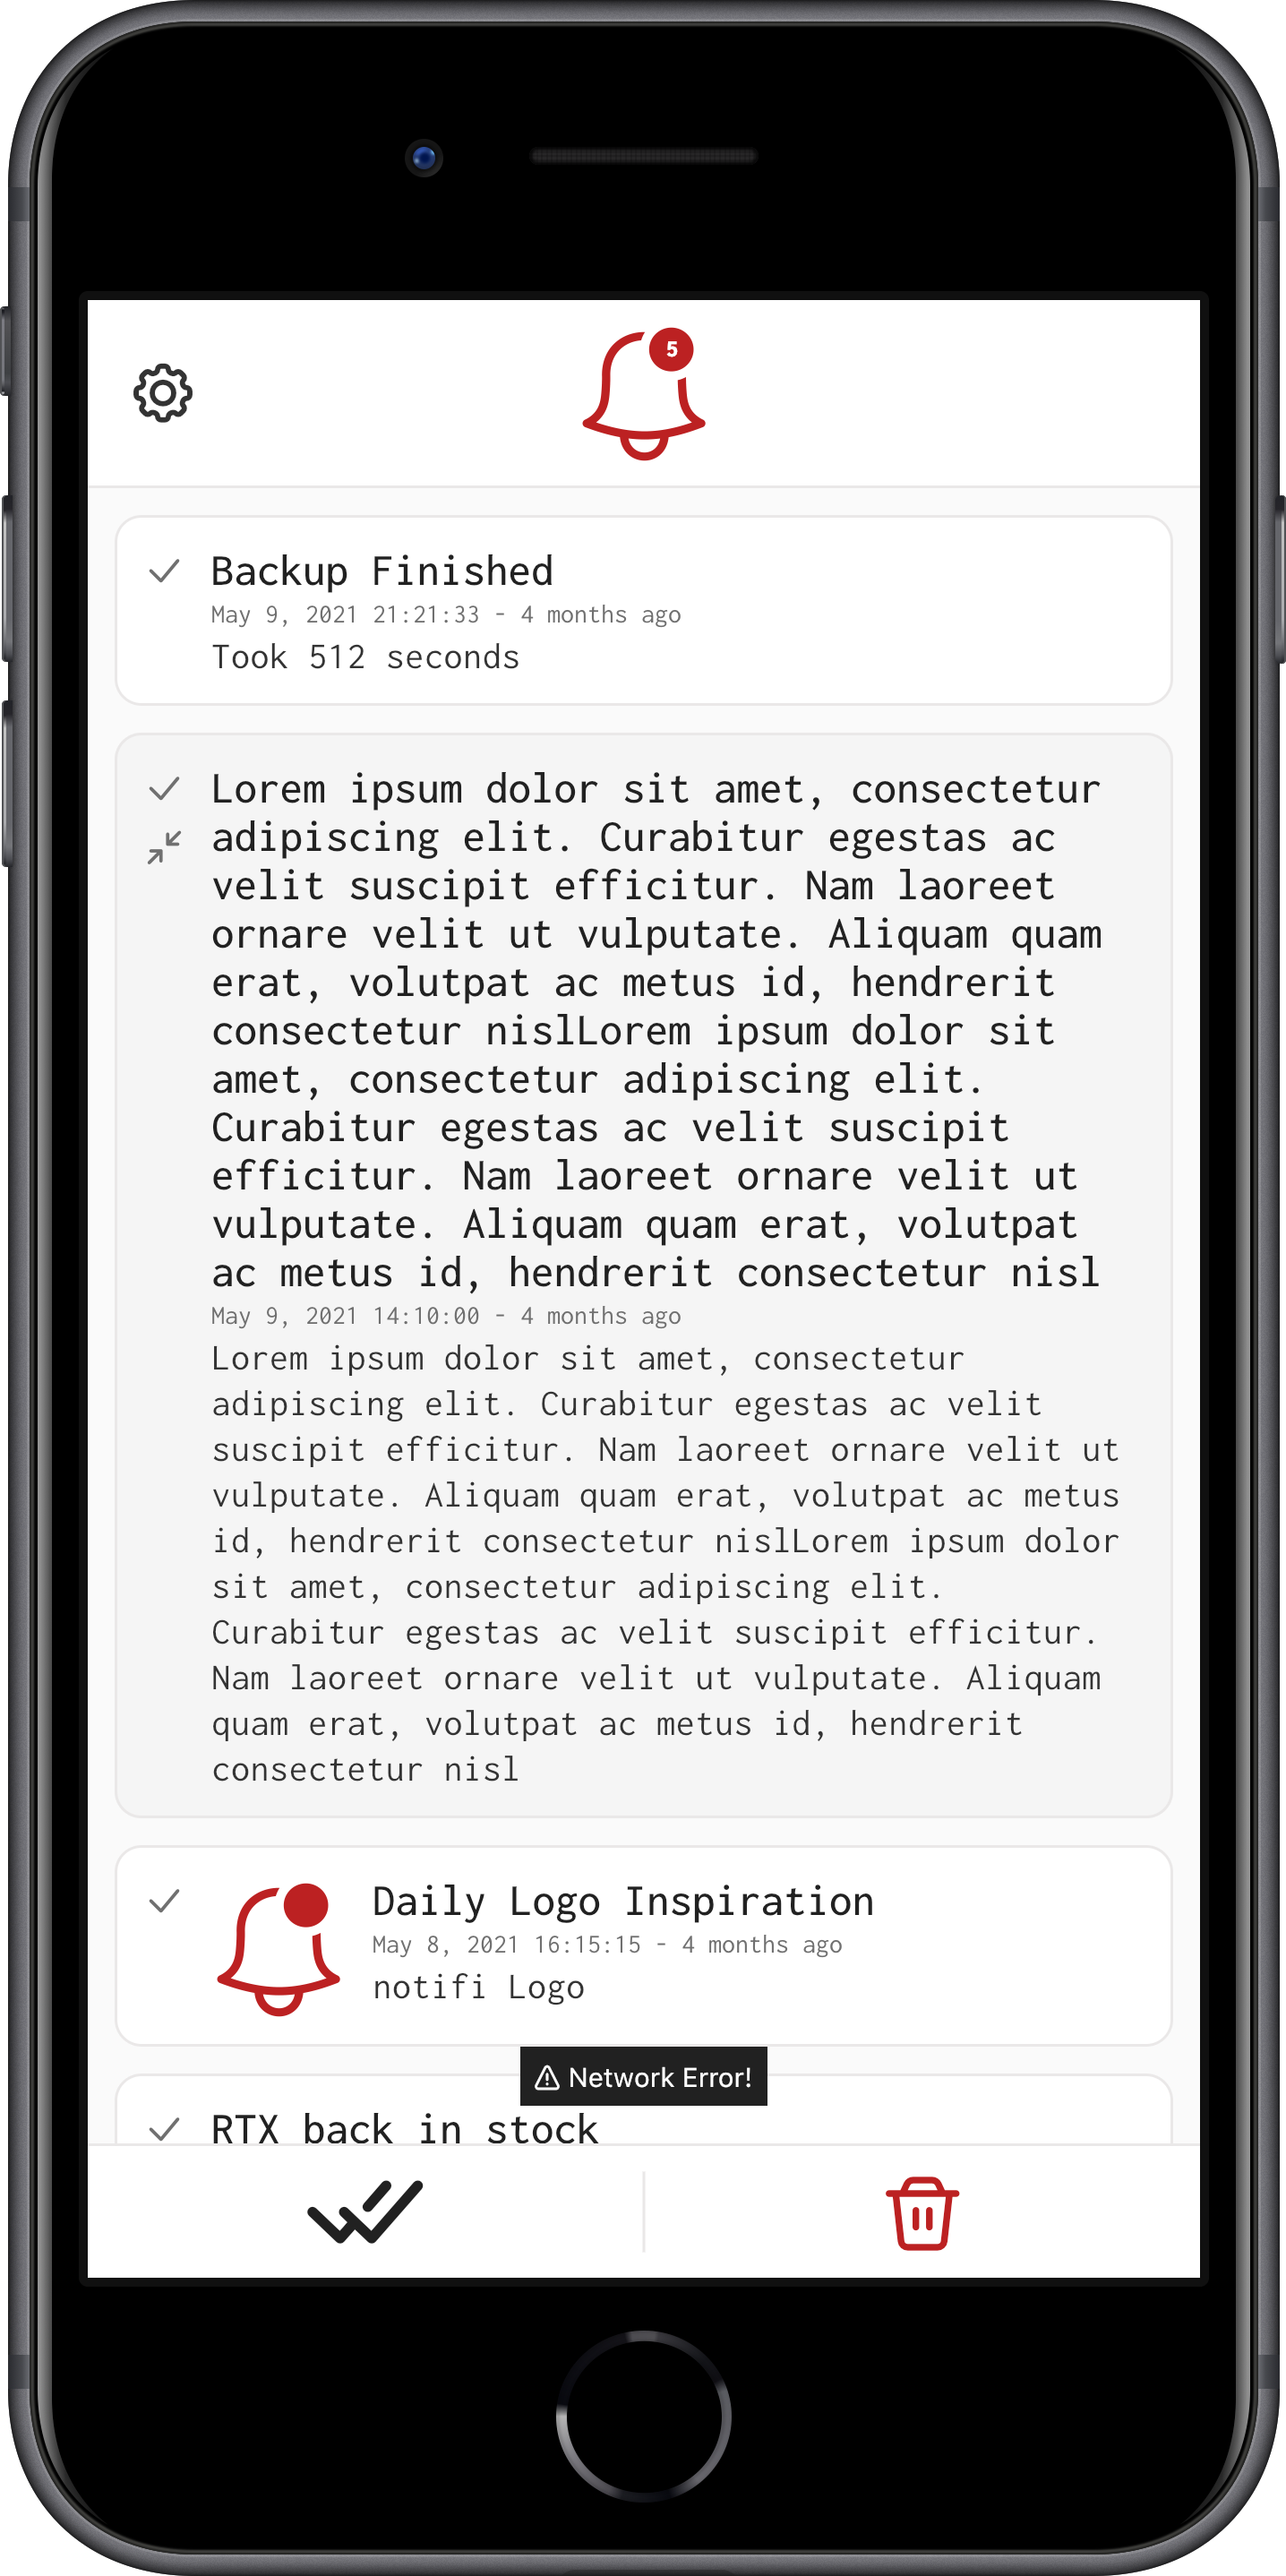 5
Backup Finished
May 9, 2021 21:21:33 - 4 months ago
Took 512 seconds
Lorem ipsum dolor sit amet, consectetur
adipiscing elit. Curabitur egestas ac
velit suscipit efficitur. Nam laoreet
ornare velit ut vulputate. Aliquam quam
erat, volutpat ac metus id, hendrerit
consectetur nislLorem ipsum dolor sit
amet, consectetur adipiscing elit.
Curabitur egestas ac velit suscipit
efficitur. Nam laoreet ornare velit ut
vulputate. Aliquam quam erat, volutpat
ac metus id, hendrerit consectetur nisl
May 9, 2021 14:10:00 - 4 months ago
Lorem ipsum dolor sit amet, consectetur
adipiscing elit. Curabitur egestas ac velit
suscipit efficitur. Nam laoreet ornare velit ut
vulputate. Aliquam quam erat, volutpat ac metus
id, hendrerit consectetur nislLorem ipsum dolor
sit amet, consectetur adipiscing elit.
Curabitur egestas ac velit suscipit efficitur.
Nam laoreet ornare velit ut vulputate. Aliquam
quam erat, volutpat ac metus id, hendrerit
consectetur nisl
Daily Logo Inspiration
May 8, 2021 16:15:15 - 4 months ago
notifi Logo
Network Error!
RTX back in stock